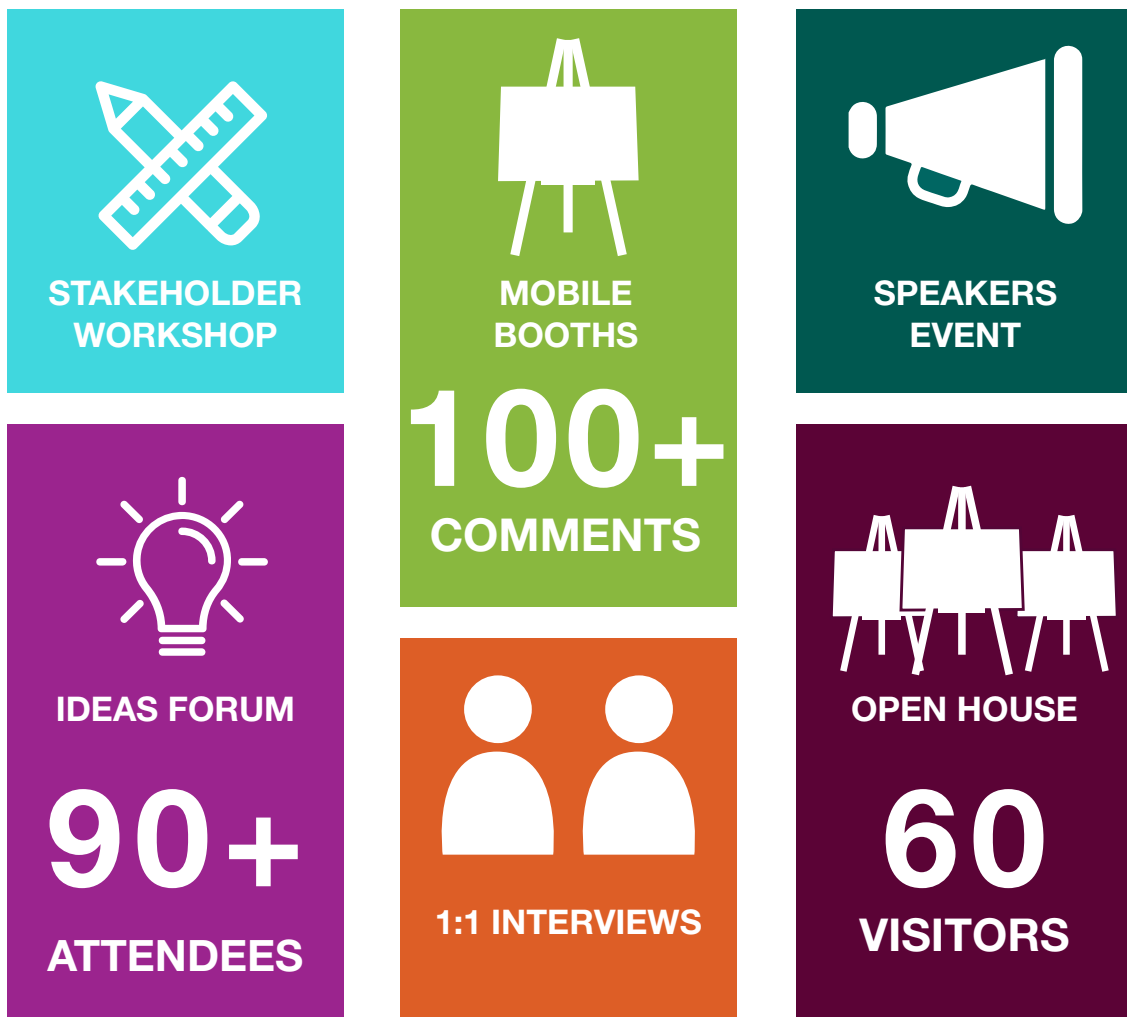 STAKEHOLDER
WORKSHOP
MOBILE
BOOTHS
100+
COMMENTS
SPEAKERS
EVENT
IDEAS FORUM
90+
ATTENDEES
1:1 INTERVIEWS
OPEN HOUSE
60
VISITORS